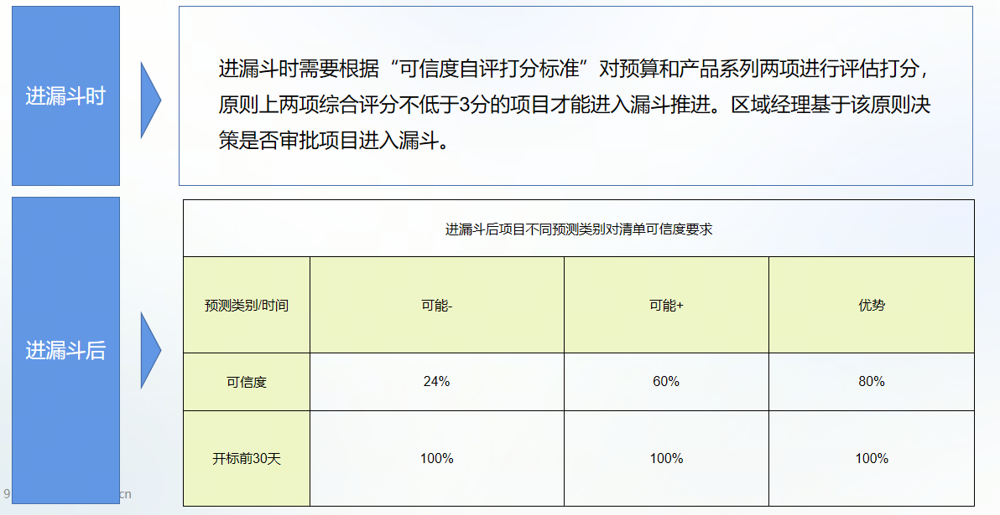 进漏斗时
进漏斗时需要根据“可信度自评打分标准”对预算和产品系列两项进行评估打分，
原则上两项综合评分不低于3分的项目才能进入漏斗推进。区域经理基于该原则决
策是否审批项目进入漏斗。
进漏斗后
进漏斗后项目不同预测类别对清单可信度要求
预测类别/时间 可能- 可能+ 优势
可信度 24% 60% 80%
开标前30天 100% 100% 100%
9 cn